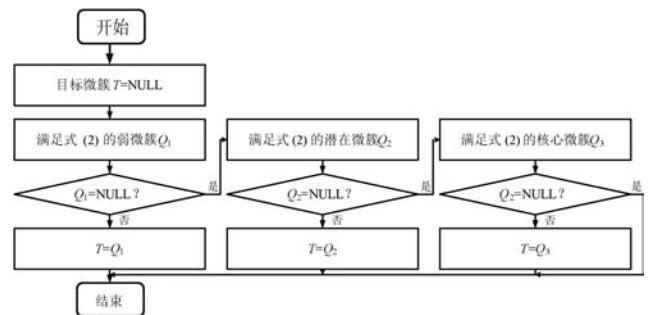 开始
目标微簇 T=NULL
满足式 (2) 的弱微簇Q₁
满足式 (2) 的潜在微簇Q₂
满足式 (2) 的核心微簇Q₃
Q₁=NULL？
是
Q₂=NULL？
是
Q₂=NULL？
是
否
否
否
T=Q₁
T=Q₂
T=Q₃
结束